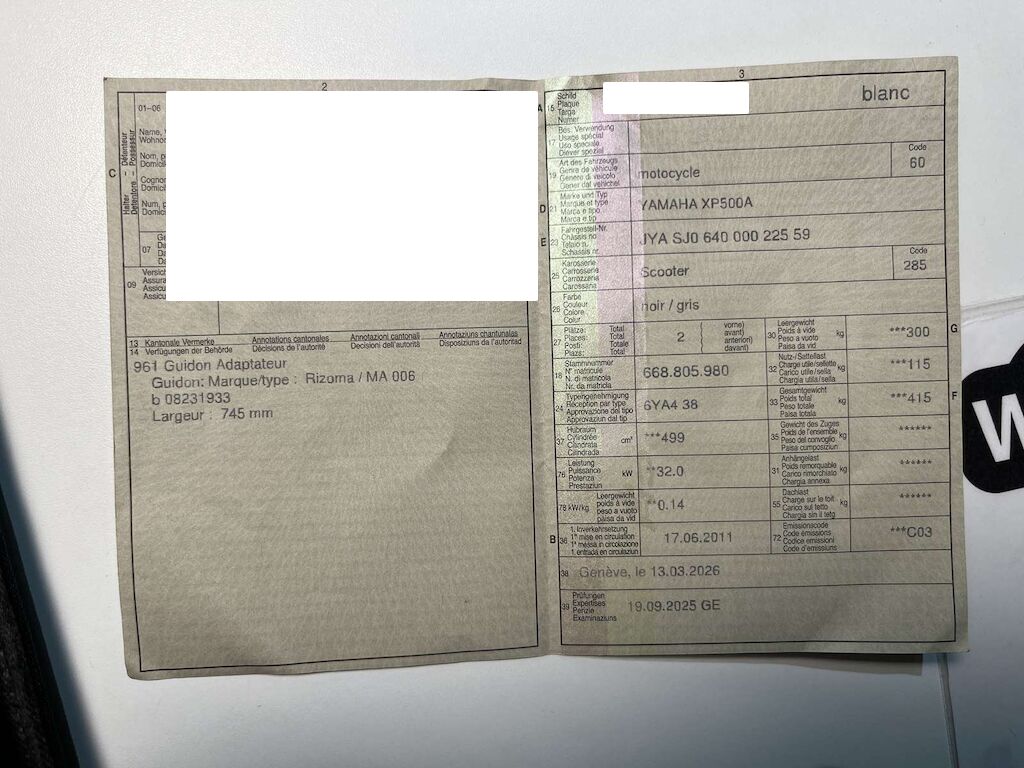 2
01-06
Halter - Détenteur
Detentore - Possessur
C
Name,
Wohnor
Nom, p
Domicil
Cogno
Domici
Num, p
Domici
07
Ge
Da
Da
Da
09
Versic
Assura
Assicu
Assicu
13 Kantonale Vermerke
14 Verfügungen der Behörde
Annotations cantonales
Décisions de l'autorité
Annotazioni cantonali
Decisioni dell'autorità
Annotaziuns chantunalas
Disposiziuns da l'autoritad
961 Guidon Adaptateur
Guidon: Marque/type : Rizoma / MA 006
b 08231933
Largeur : 745 mm
3
A
15
Schild
Plaque
Targa
Numer
blanc
17
Bes. Verwendung
Usage spécial
Uso speciale
Diever spezial
19
Art des Fahrzeugs
Genre de véhicule
Genere di veicolo
Gener dal vehichel
motocycle
Code
60
D
21
Marke und Typ
Marque et type
Marca e tipo
Marca e tip
YAMAHA XP500A
E
23
Fahrgestell-Nr.
Châssis no
Telaio n.
Schassis nr.
JYA SJ0 640 000 225 59
25
Karosserie
Carrosserie
Carrozzeria
Carossaria
Scooter
Code
285
26
Farbe
Couleur
Colore
Colur
noir / gris
27
Plätze: Total
Places: Total
Posti: Totale
Plazs: Total
2
vorne)
avant)
anteriori)
davant)
30
Leergewicht
Poids à vide
Peso a vuoto
Paisa da vid
kg
***300
G
18
Stammnummer
N° matricule
N. di matricola
Nr. da matricla
668.805.980
32
Nutz-/Sattellast
Charge utile/sellette
Carico utile/sella
Chargia utila/sella
kg
***115
24
Typengenehmigung
Réception par type
Approvazione del tipo
Approvaziun dal tip
6YA4 38
33
Gesamtgewicht
Poids total
Peso totale
Paisa totala
kg
***415
F
37
Hubraum
Cylindrée
Cilindrata
Cilindrada
cm³
***499
35
Gewicht des Zuges
Poids de l'ensemble
Peso del convoglio
Paisa cumposiziun
kg
******
76
Leistung
Puissance
Potenza
Prestaziun
kW
**32.0
31
Anhängelast
Poids remorquable
Carico rimorchiato
Chargia annexa
kg
******
78 kW/kg
Leergewicht
poids à vide
peso a vuoto
paisa da vid
**0.14
55
Dachlast
Charge sur le toit
Carico sul tetto
Chargia sin il tetg
kg
******
B
36
1. Inverkehrsetzung
1re mise en circulation
1a messa in circolazione
1. entrada en circulaziun
17.06.2011
72
Emissionscode
Code émissions
Codice emissioni
Code d'emissiuns
***C03
38
Genève, le 13.03.2026
39
Prüfungen
Expertises
Perizie
Examinaziuns
19.09.2025 GE
W